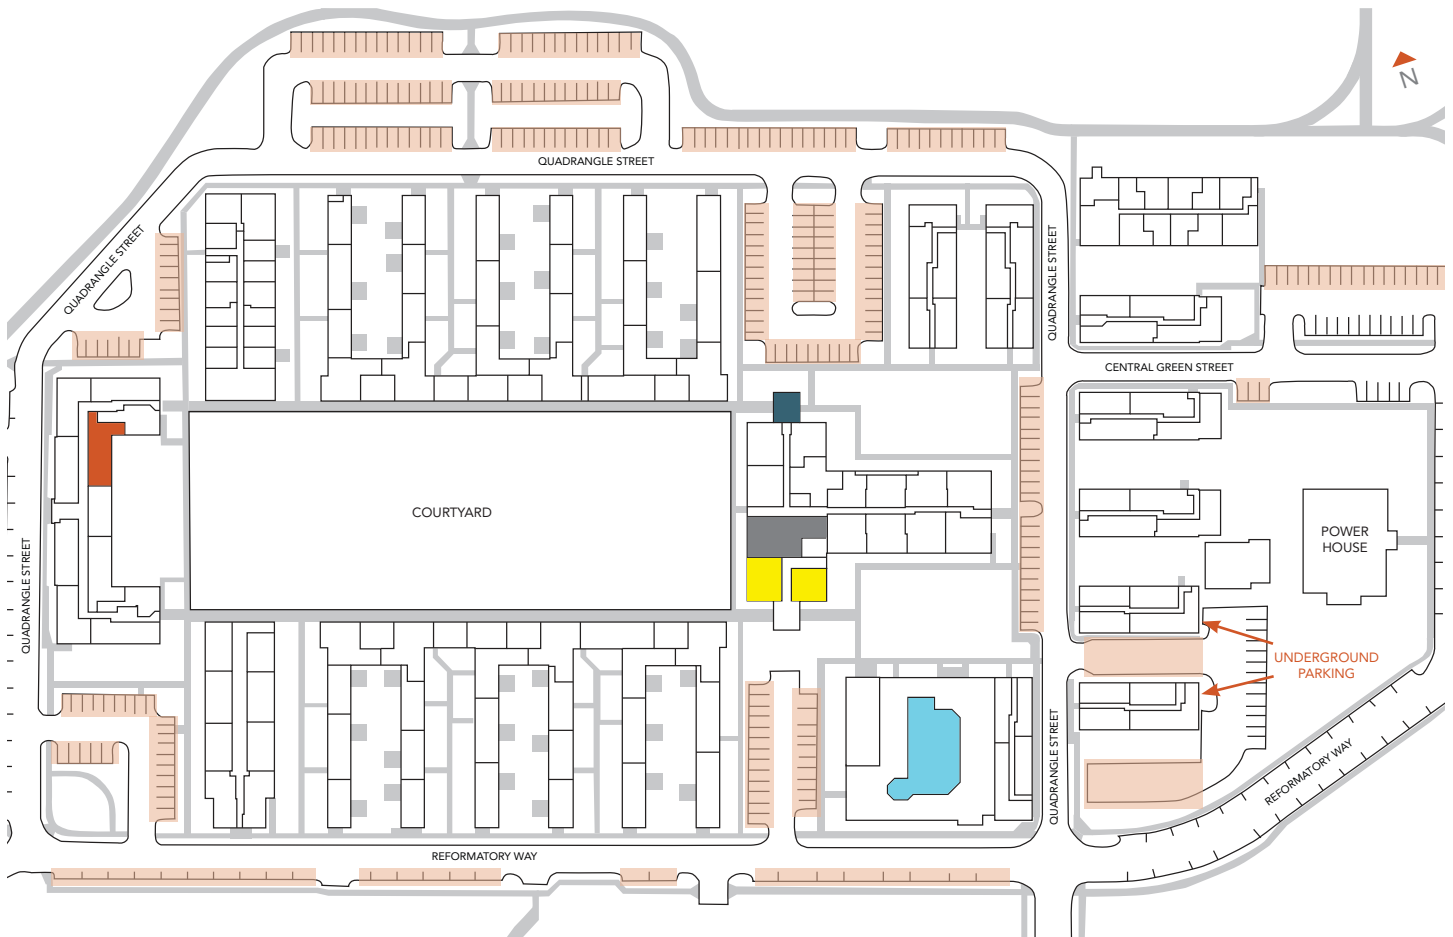 N
QUADRANGLE STREET
QUADRANGLE STREET
QUADRANGLE STREET
CENTRAL GREEN STREET
COURTYARD
POWER
HOUSE
QUADRANGLE STREET
UNDERGROUND
PARKING
QUADRANGLE STREET
REFORMATORY WAY
REFORMATORY WAY